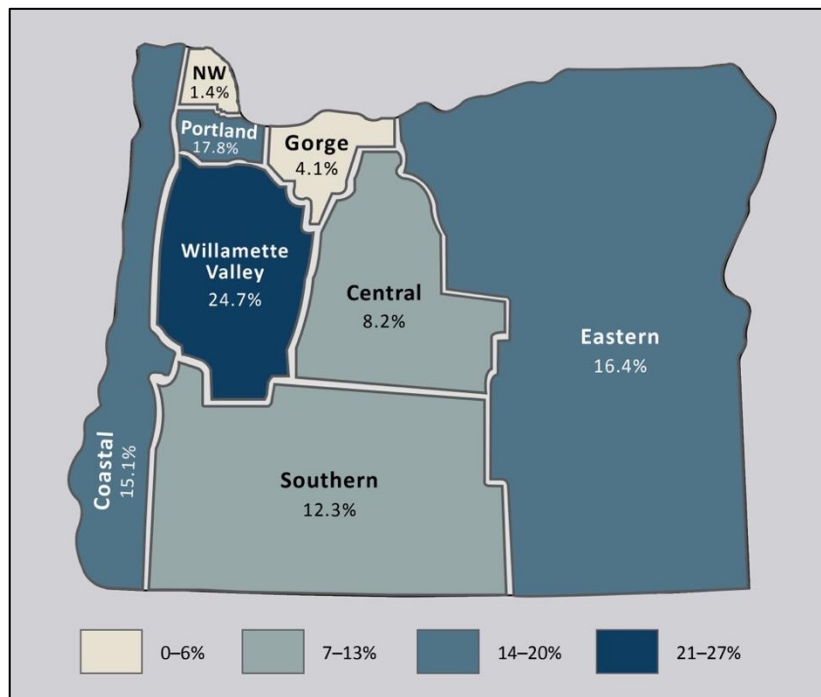 NW
1.4%
Portland
17.8%
Gorge
4.1%
Willamette
Valley
24.7%
Central
8.2%
Eastern
16.4%
Coastal
15.1%
Southern
12.3%
0–6%
7–13%
14–20%
21–27%